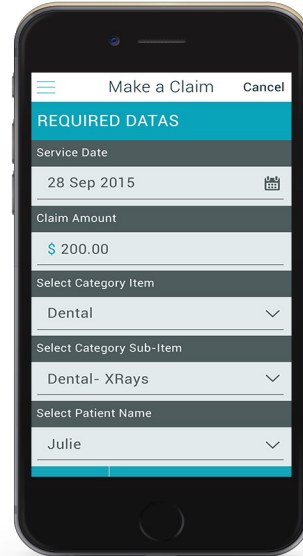 Make a Claim Cancel
REQUIRED DATAS
Service Date
28 Sep 2015
Claim Amount
$ 200.00
Select Category Item
Dental
Select Category Sub-Item
Dental- XRays
Select Patient Name
Julie